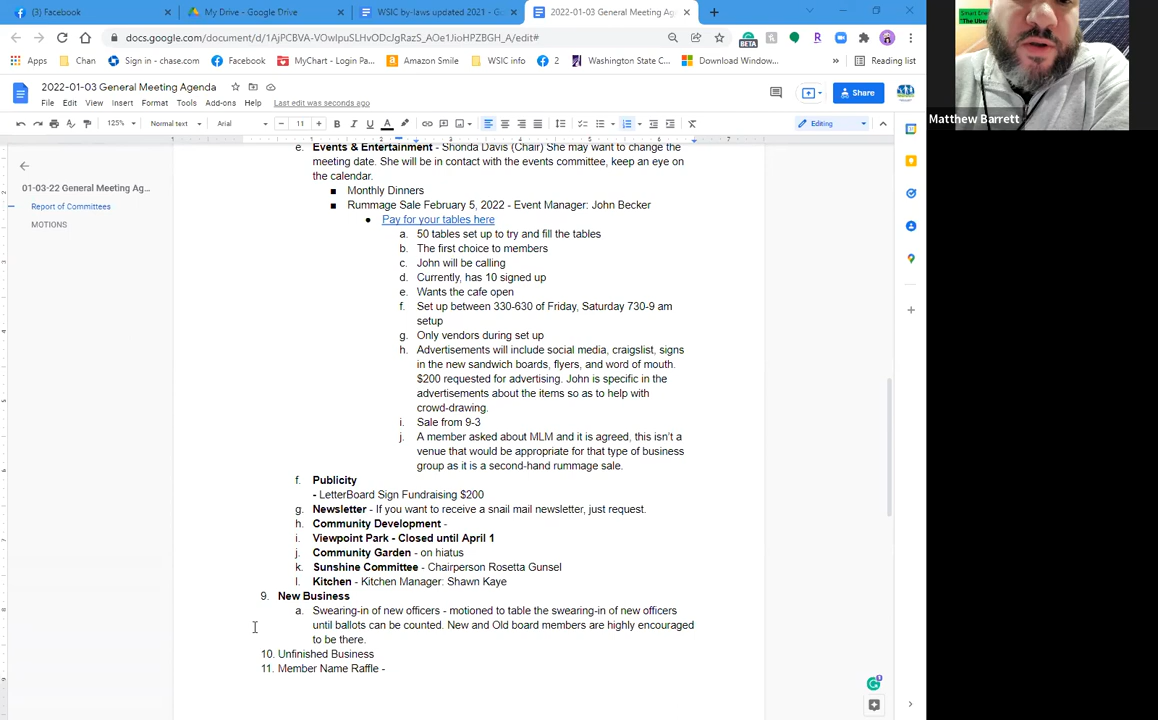 (3) Facebook
My Drive - Google Drive
WSIC by-laws updated 2021 - Go
2022-01-03 General Meeting Age
docs.google.com/document/d/1AjPCBVA-VOwIpuSLHvODcJgRazS_AOe1JioHPZBGH_A/edit#
BETA
Apps
Chan
Sign in - chase.com
Facebook
MyChart - Login Pa...
Amazon Smile
WSIC info
2
Washington State C...
Download Window...
»
Reading list
2022-01-03 General Meeting Agenda
File Edit View Insert Format Tools Add-ons Help Last edit was seconds ago
Share
125% Normal text Arial 11 B I U A Editing
01-03-22 General Meeting Ag...
Report of Committees
MOTIONS
e. Events & Entertainment - Shonda Davis (Chair) She may want to change the
meeting date. She will be in contact with the events committee, keep an eye on
the calendar.
■ Monthly Dinners
■ Rummage Sale February 5, 2022 - Event Manager: John Becker
● Pay for your tables here
a. 50 tables set up to try and fill the tables
b. The first choice to members
c. John will be calling
d. Currently, has 10 signed up
e. Wants the cafe open
f. Set up between 330-630 of Friday, Saturday 730-9 am
setup
g. Only vendors during set up
h. Advertisements will include social media, craigslist, signs
in the new sandwich boards, flyers, and word of mouth.
$200 requested for advertising. John is specific in the
advertisements about the items so as to help with
crowd-drawing.
i. Sale from 9-3
j. A member asked about MLM and it is agreed, this isn't a
venue that would be appropriate for that type of business
group as it is a second-hand rummage sale.
f. Publicity
- LetterBoard Sign Fundraising $200
g. Newsletter - If you want to receive a snail mail newsletter, just request.
h. Community Development -
i. Viewpoint Park - Closed until April 1
j. Community Garden - on hiatus
k. Sunshine Committee - Chairperson Rosetta Gunsel
l. Kitchen - Kitchen Manager: Shawn Kaye
9. New Business
a. Swearing-in of new officers - motioned to table the swearing-in of new officers
until ballots can be counted. New and Old board members are highly encouraged
to be there.
10. Unfinished Business
11. Member Name Raffle -
Matthew Barrett